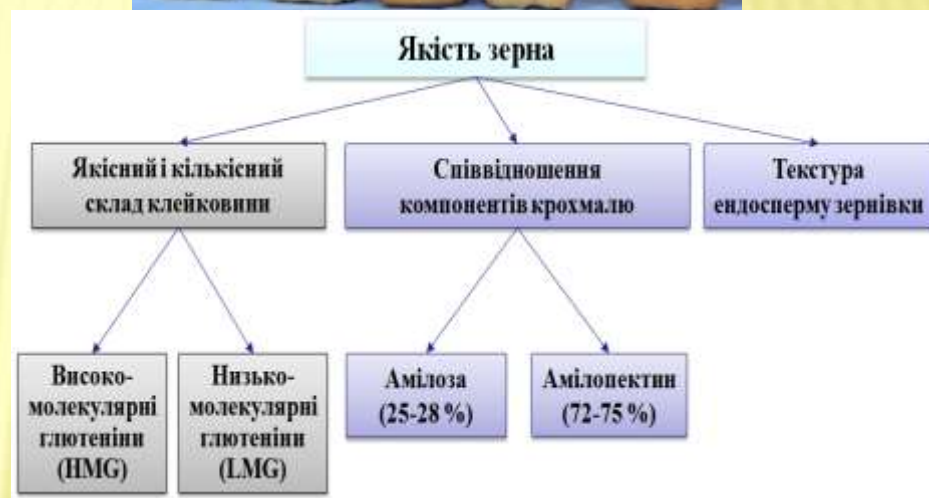 Якість зерна
Якісний і кількісний
склад клейковини
Співвідношення
компонентів крохмалю
Текстура
ендосперму зернівки
Високо-
молекулярні
глютеніни
(HMG)
Низько-
молекулярні
глютеніни
(LMG)
Амілоза
(25-28 %)
Амілопектин
(72-75 %)